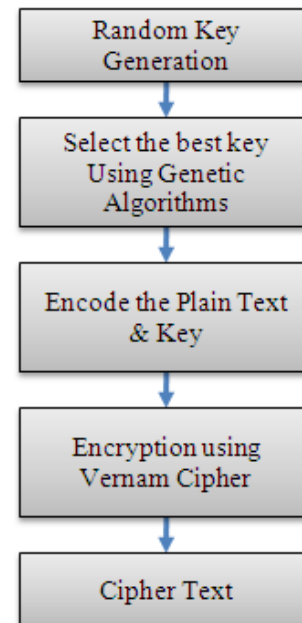 Random Key
Generation
Select the best key
Using Genetic
Algorithms
Encode the Plain Text
& Key
Encryption using
Vernam Cipher
Cipher Text